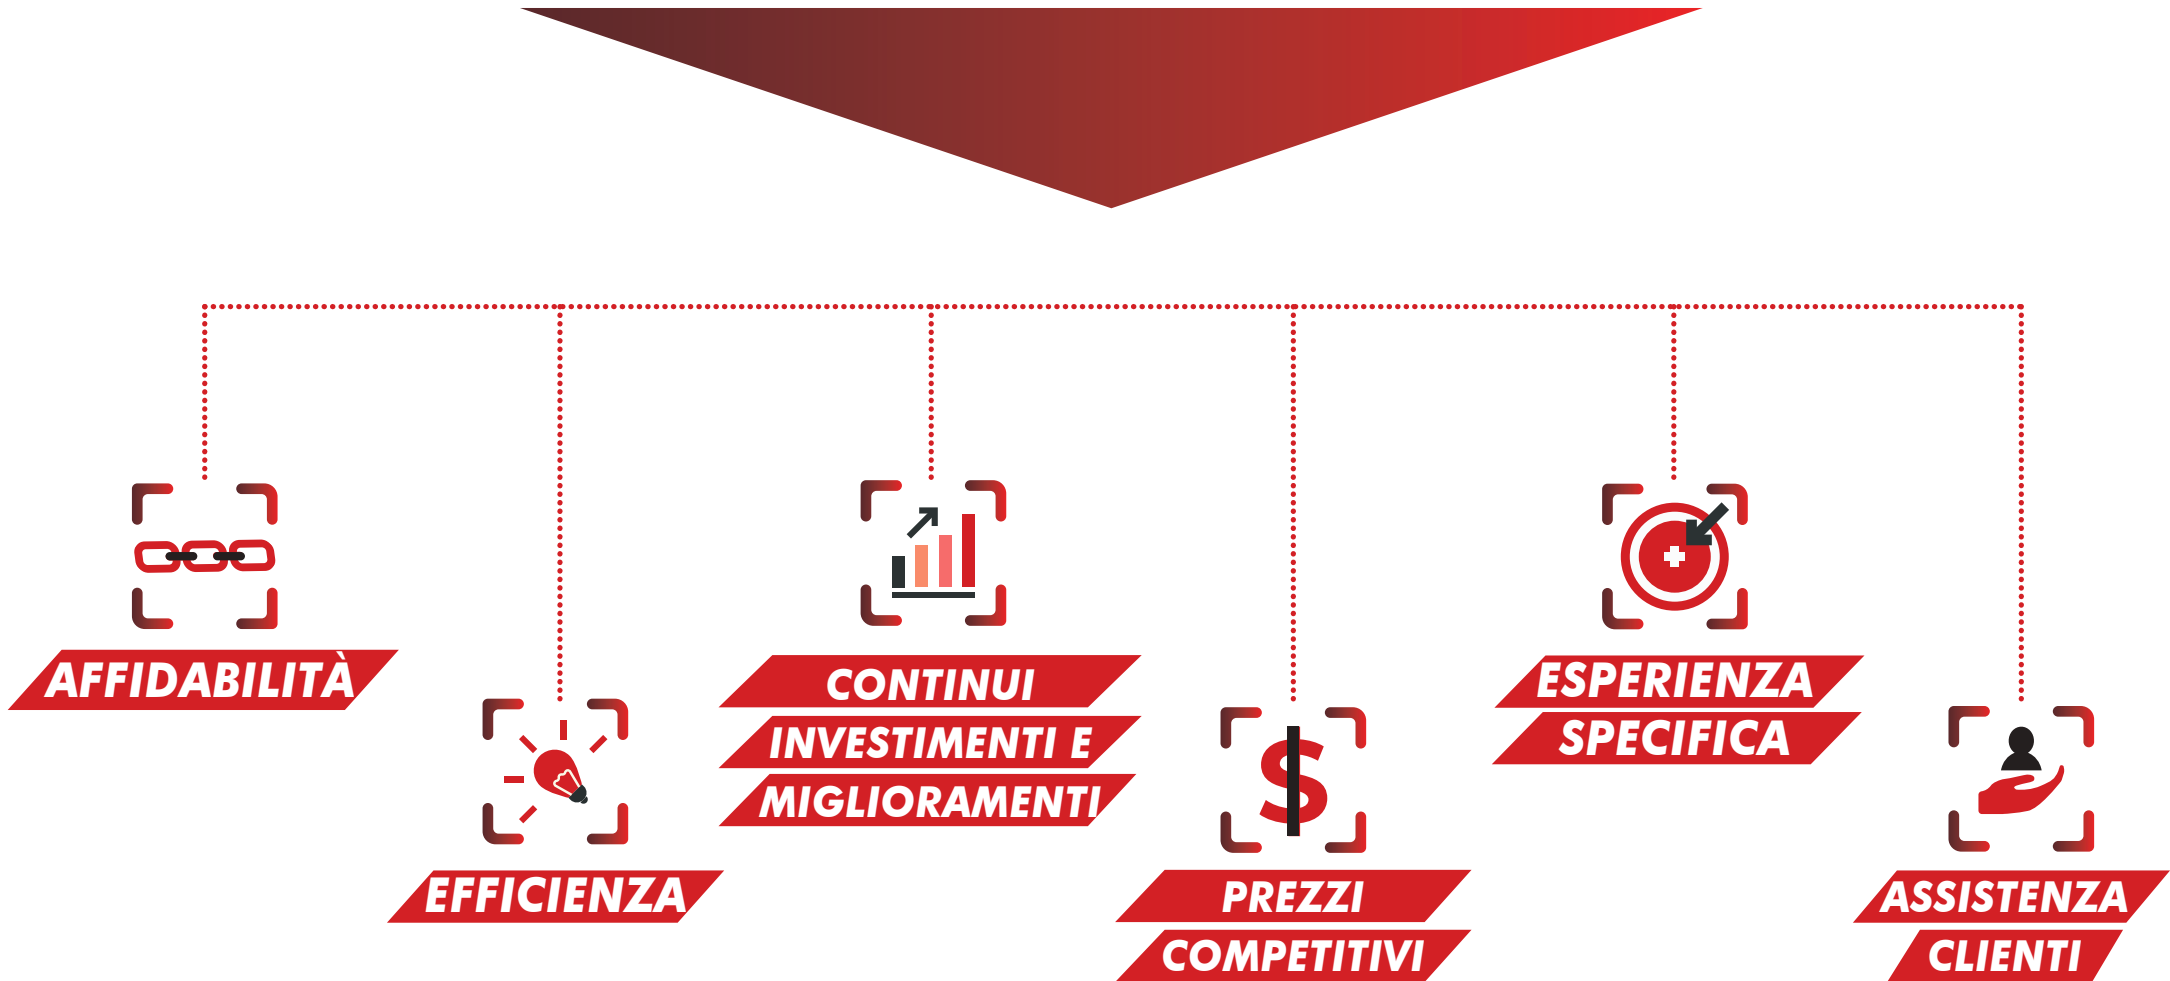 AFFIDABILITÀ
EFFICIENZA
CONTINUI
INVESTIMENTI E
MIGLIORAMENTI
PREZZI
COMPETITIVI
ESPERIENZA
SPECIFICA
ASSISTENZA
CLIENTI